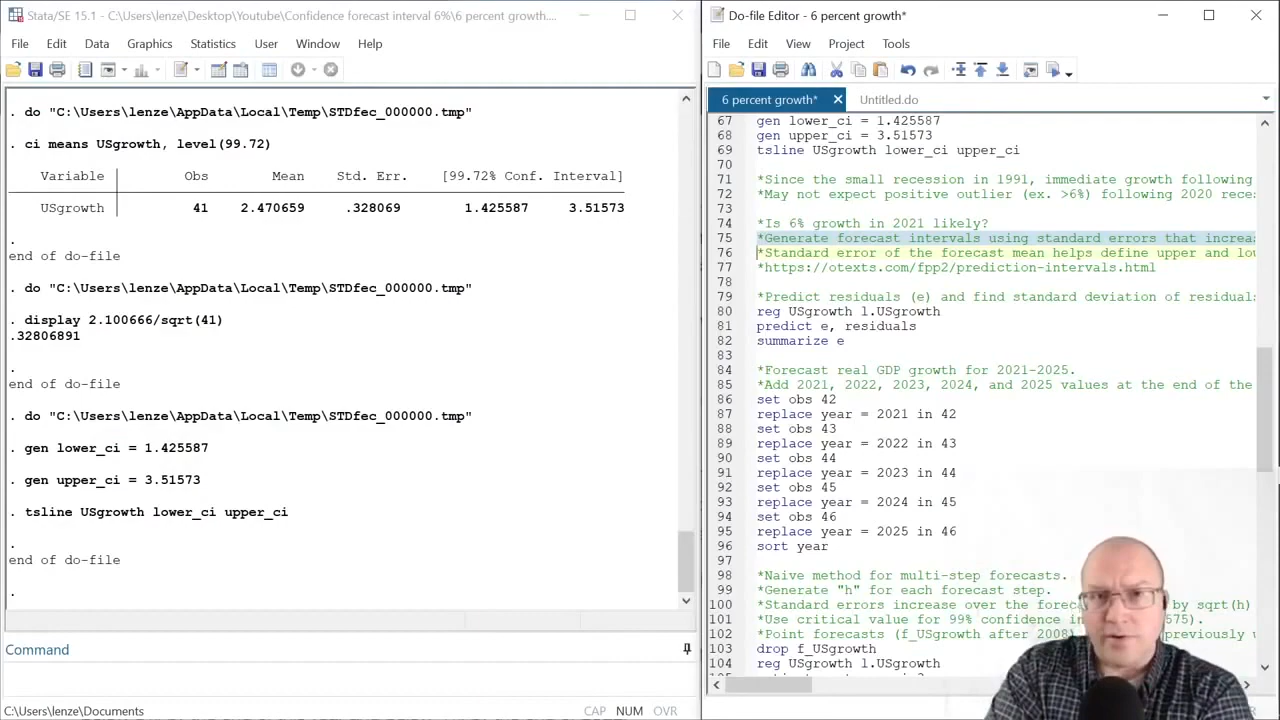 Stata/SE 15.1 - C:\Users\lenze\Desktop\Youtube\Confidence forecast interval 6%\6 percent growth....
File Edit Data Graphics Statistics User Window Help
. do "C:\Users\lenze\AppData\Local\Temp\STDfec_000000.tmp"
. ci means USgrowth, level(99.72)
Variable Obs Mean Std. Err. [99.72% Conf. Interval]
USgrowth 41 2.470659 .328069 1.425587 3.51573
.
end of do-file
. do "C:\Users\lenze\AppData\Local\Temp\STDfec_000000.tmp"
. display 2.100666/sqrt(41)
.32806891
.
end of do-file
. do "C:\Users\lenze\AppData\Local\Temp\STDfec_000000.tmp"
. gen lower_ci = 1.425587
. gen upper_ci = 3.51573
. tsline USgrowth lower_ci upper_ci
.
end of do-file
.
Command
C:\Users\lenze\Documents
CAP NUM OVR
Do-file Editor - 6 percent growth*
File Edit View Project Tools
6 percent growth* Untitled.do
67 gen lower_ci = 1.425587
68 gen upper_ci = 3.51573
69 tsline USgrowth lower_ci upper_ci
70
71 *Since the small recession in 1991, immediate growth following
72 *May not expect positive outlier (ex. >6%) following 2020 rece
73
74 *Is 6% growth in 2021 likely?
75 *Generate forecast intervals using standard errors that increa
76 *Standard error of the forecast mean helps define upper and lo
77 *https://otexts.com/fpp2/prediction-intervals.html
78
79 *Predict residuals (e) and find standard deviation of residuals
80 reg USgrowth l.USgrowth
81 predict e, residuals
82 summarize e
83
84 *Forecast real GDP growth for 2021-2025.
85 *Add 2021, 2022, 2023, 2024, and 2025 values at the end of the
86 set obs 42
87 replace year = 2021 in 42
88 set obs 43
89 replace year = 2022 in 43
90 set obs 44
91 replace year = 2023 in 44
92 set obs 45
93 replace year = 2024 in 45
94 set obs 46
95 replace year = 2025 in 46
96 sort year
97
98 *Naive method for multi-step forecasts.
99 *Generate "h" for each forecast step.
100 *Standard errors increase over the forec by sqrt(h)
101 *Use critical value for 99% confidence in 575).
102 *Point forecasts (f_USgrowth after 2008) previously
103 drop f_USgrowth
104 reg USgrowth l.USgrowth